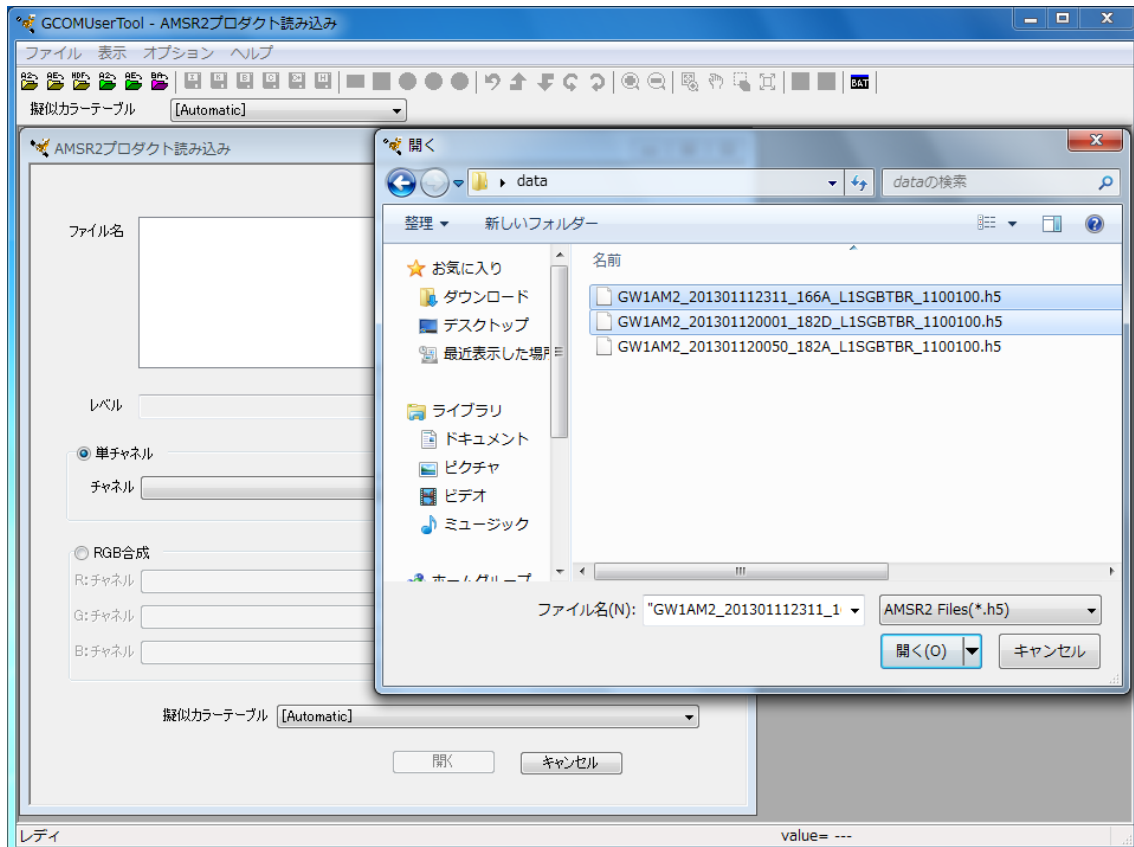 GCOMUserTool - AMSR2プロダクト読み込み
ファイル 表示 オプション ヘルプ
BAT
擬似カラーテーブル [Automatic]
AMSR2プロダクト読み込み
ファイル名
レベル
単チャネル
チャネル
RGB合成
R:チャネル
G:チャネル
B:チャネル
擬似カラーテーブル [Automatic]
開く キャンセル
開く
data dataの検索
整理 新しいフォルダー
お気に入り
ダウンロード
デスクトップ
最近表示した場所
ライブラリ
ドキュメント
ピクチャ
ビデオ
ミュージック
ホームグループ
名前
GW1AM2_201301112311_166A_L1SGBTBR_1100100.h5
GW1AM2_201301120001_182D_L1SGBTBR_1100100.h5
GW1AM2_201301120050_182A_L1SGBTBR_1100100.h5
ファイル名(N): "GW1AM2_201301112311_1 AMSR2 Files(*.h5)
開く(O) キャンセル
レディ value= ---